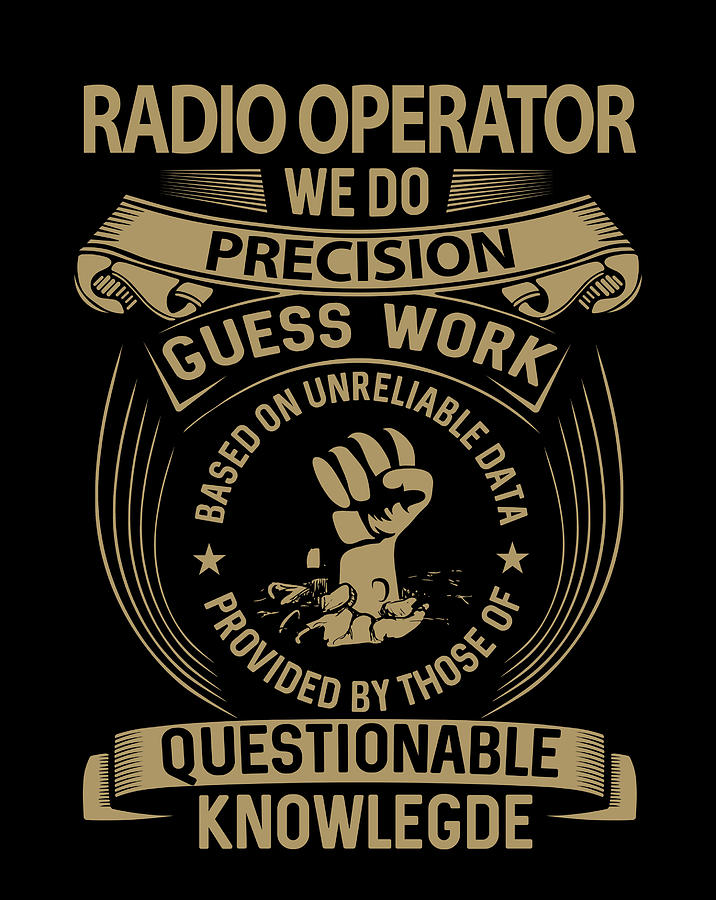 RADIO OPERATOR
WE DO
PRECISION
GUESS WORK
BASED ON UNRELIABLE DATA
PROVIDED BY THOSE OF
QUESTIONABLE
KNOWLEGDE